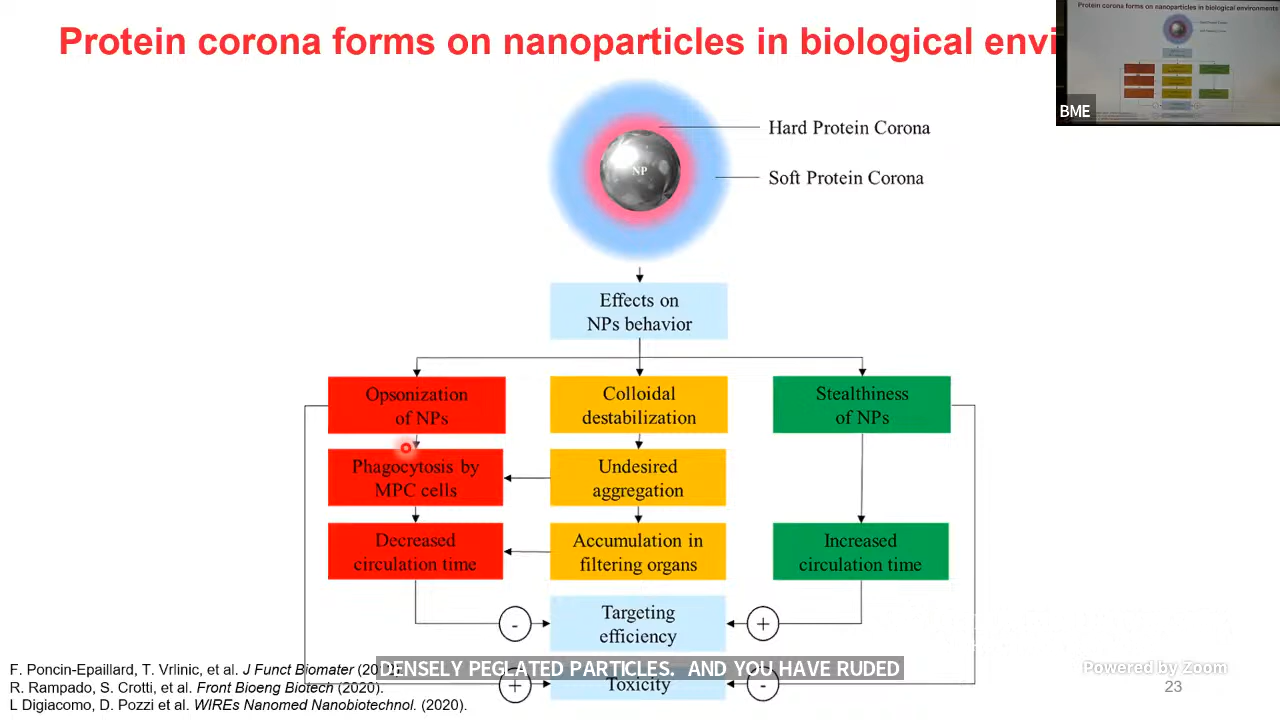 Protein corona forms on nanoparticles in biological envi
Protein corona forms on nanoparticles in biological environments
BME
Hard Protein Corona
NP
Soft Protein Corona
Effects on
NPs behavior
Opsonization
of NPs
Colloidal
destabilization
Stealthiness
of NPs
Phagocytosis by
MPC cells
Undesired
aggregation
Decreased
circulation time
Accumulation in
filtering organs
Increased
circulation time
Targeting
efficiency
-
+
Toxicity
+
-
F. Poncin-Epaillard, T. Vrlinic, et al. J Funct Biomater
R. Rampado, S. Crotti, et al. Front Bioeng Biotech (2020).
L Digiacomo, D. Pozzi et al. WIREs Nanomed Nanobiotechnol. (2020).
DENSELY PEGLATED PARTICLES. AND YOU HAVE RUDED
Powered by Zoom
23